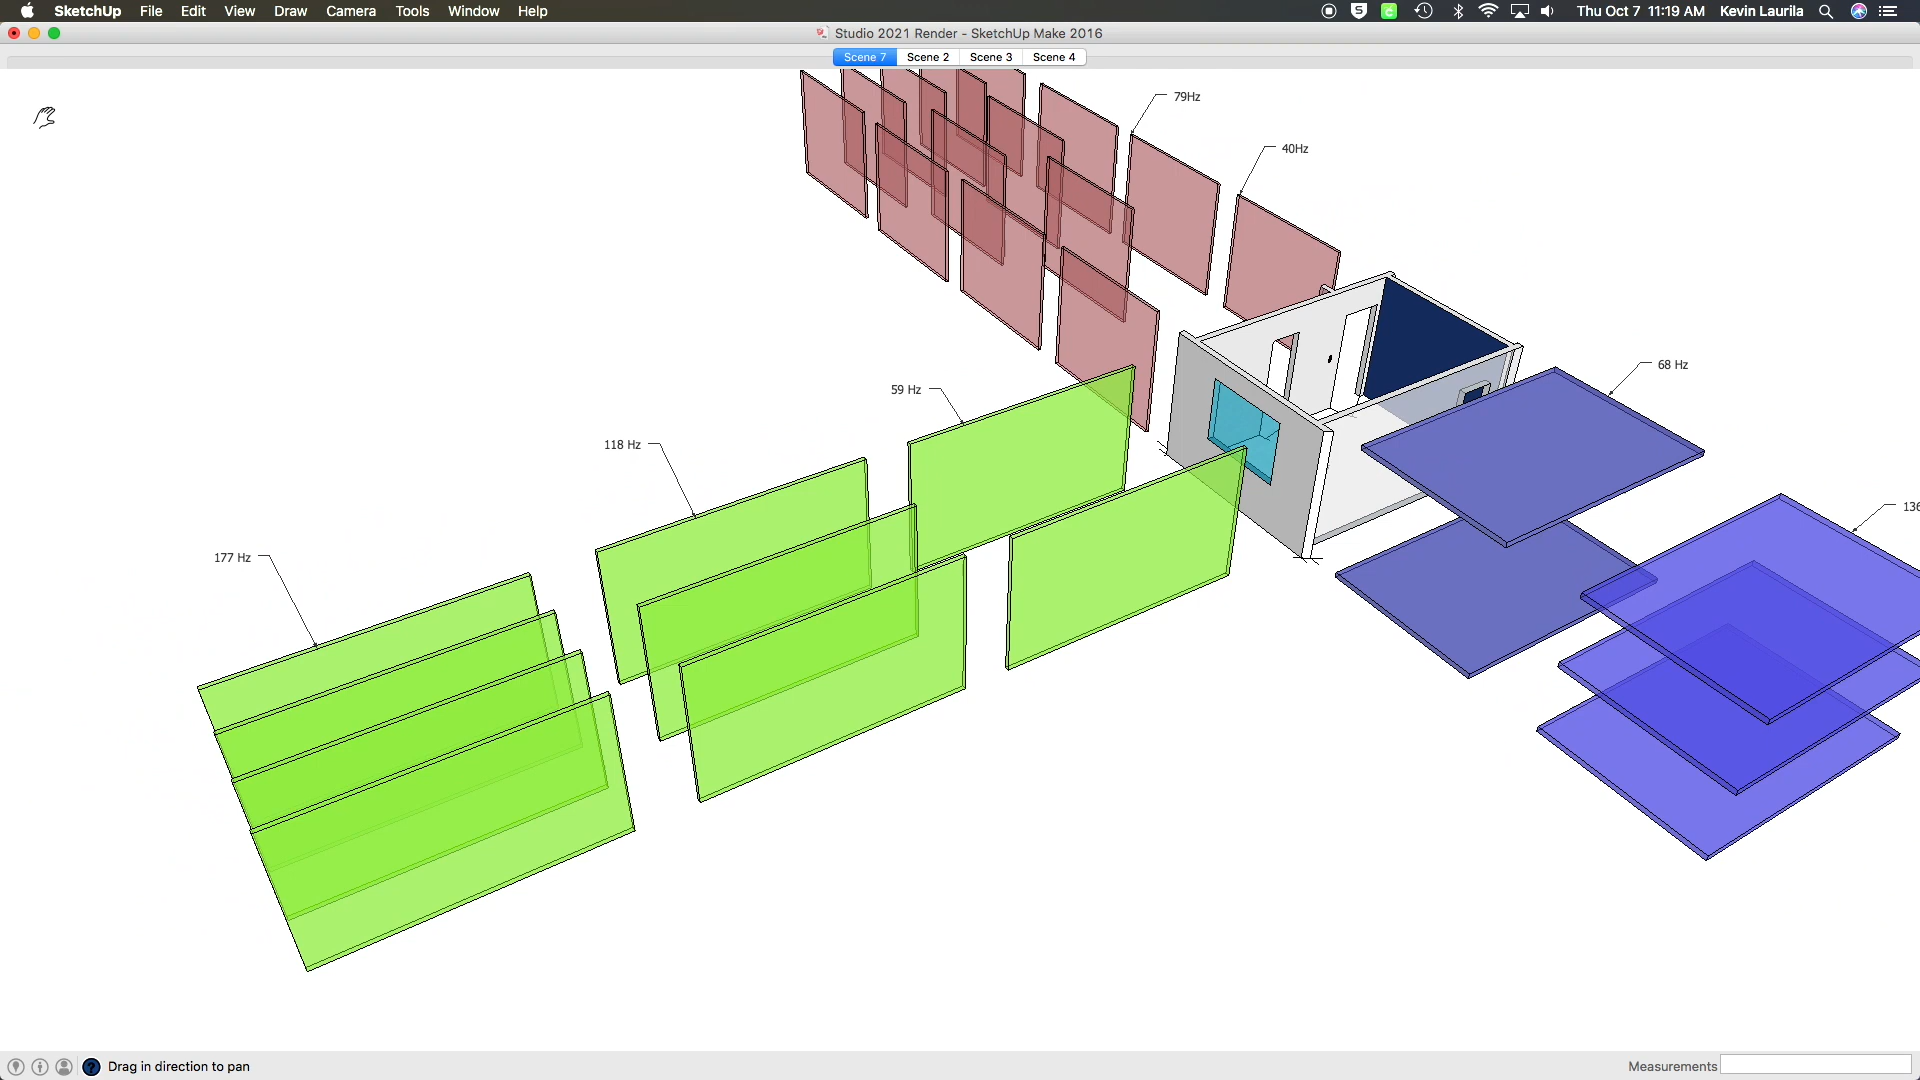 SketchUp File Edit View Draw Camera Tools Window Help Thu Oct 7 11:19 AM Kevin Laurila
Studio 2021 Render - SketchUp Make 2016
Scene 7 Scene 2 Scene 3 Scene 4
79Hz
40Hz
68 Hz
59 Hz
118 Hz
136
177 Hz
Drag in direction to pan
Measurements